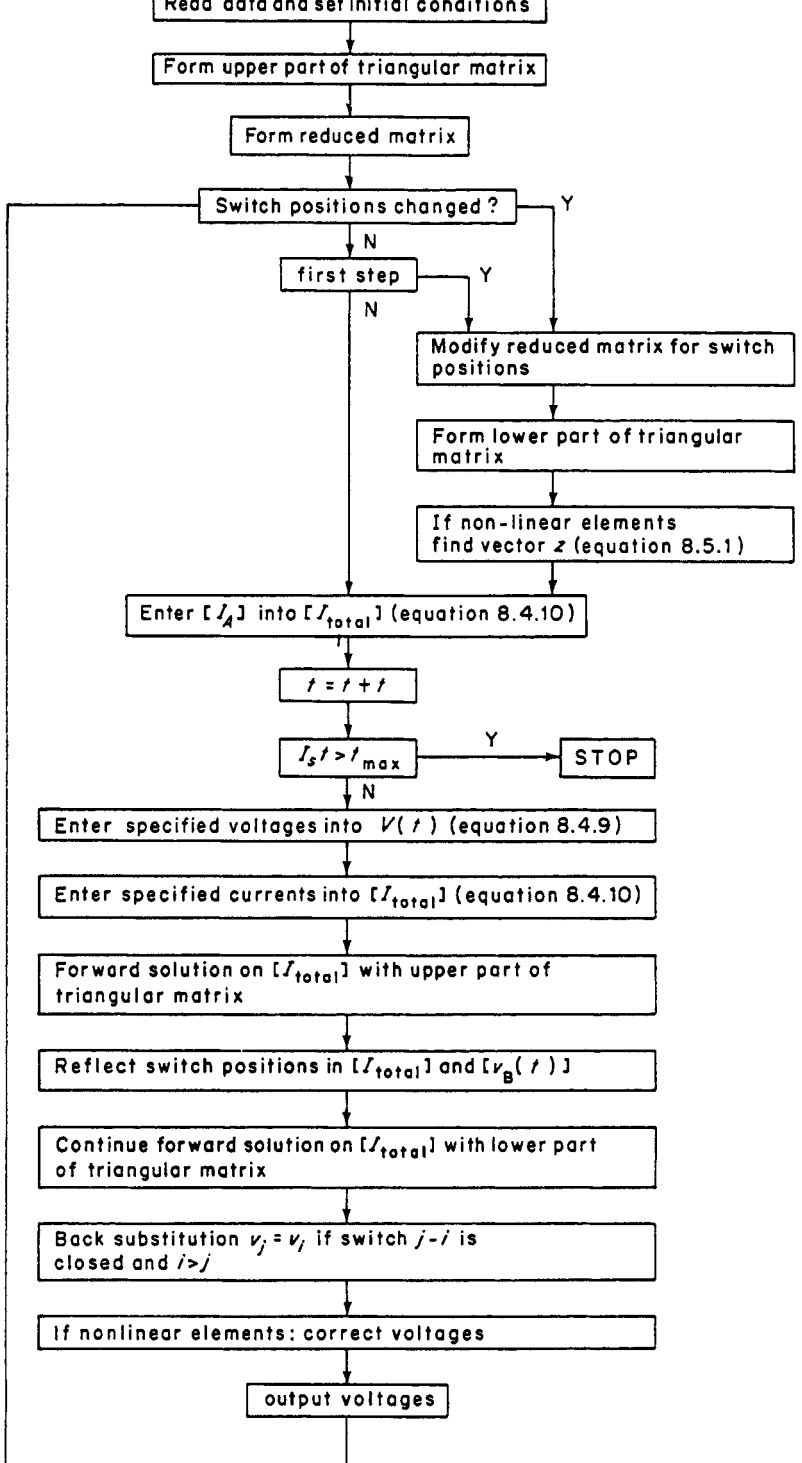 Read data and set initial conditions
Form upper part of triangular matrix
Form reduced matrix
Switch positions changed?
Y
N
first step
Y
N
Modify reduced matrix for switch
positions
Form lower part of triangular
matrix
If non-linear elements
find vector z (equation 8.5.1)
Enter [I_A] into [I_total] (equation 8.4.10)
t = t + t
I_s t > t_max
Y
STOP
N
Enter specified voltages into V(t) (equation 8.4.9)
Enter specified currents into [I_total] (equation 8.4.10)
Forward solution on [I_total] with upper part of
triangular matrix
Reflect switch positions in [I_total] and [v_B(t)]
Continue forward solution on [I_total] with lower part
of triangular matrix
Back substitution v_j = v_i if switch j-i is
closed and i>j
If nonlinear elements: correct voltages
output voltages